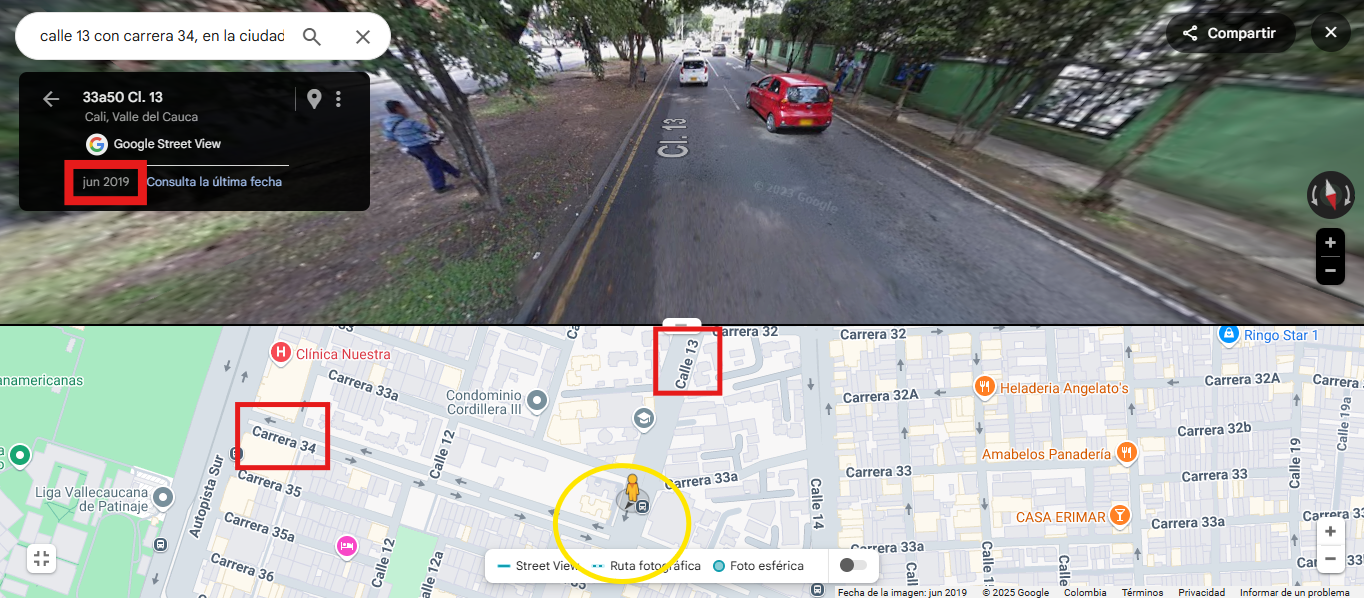 calle 13 con carrera 34, en la ciudad
Compartir
33a50 Cl. 13
Cali, Valle del Cauca
Google Street View
jun 2019
Consulta la última fecha
Cl. 13
© 2023 Google
Carrera 32
Carrera 32
Ringo Star 1
Clínica Nuestra
Calle 13
anamericanas
Carrera 33a
Condominio
Cordillera III
Heladeria Angelato's
Carrera 32A
Carrera 32A
Calle 19a
Carrera 34
Calle 12
Carrera 32b
Amabelos Panadería
Calle 19
Carrera 33
Carrera 33
Carrera 33a
Carrera 35
Autopista Sur
Liga Vallecaucana
de Patinaje
Calle 14
CASA ERIMAR
Carrera 33a
Carrera 35a
Carrera 33a
Carrera 36
Calle 12
Calle 12a
Street View
Ruta fotográfica
Foto esférica
Fecha de la imagen: jun 2019
© 2025 Google
Colombia
Términos
Privacidad
Informar de un problema